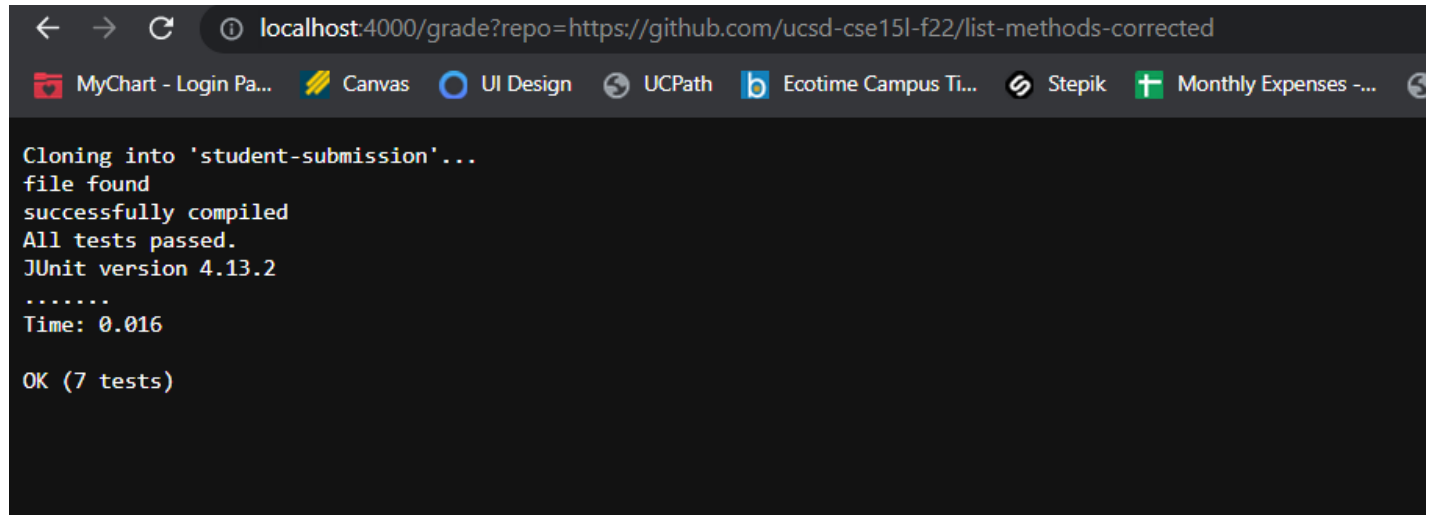 localhost:4000/grade?repo=https://github.com/ucsd-cse15l-f22/list-methods-corrected
MyChart - Login Pa... Canvas UI Design UCPath Ecotime Campus Ti... Stepik Monthly Expenses -...
Cloning into 'student-submission'...
file found
successfully compiled
All tests passed.
JUnit version 4.13.2
.......
Time: 0.016
OK (7 tests)